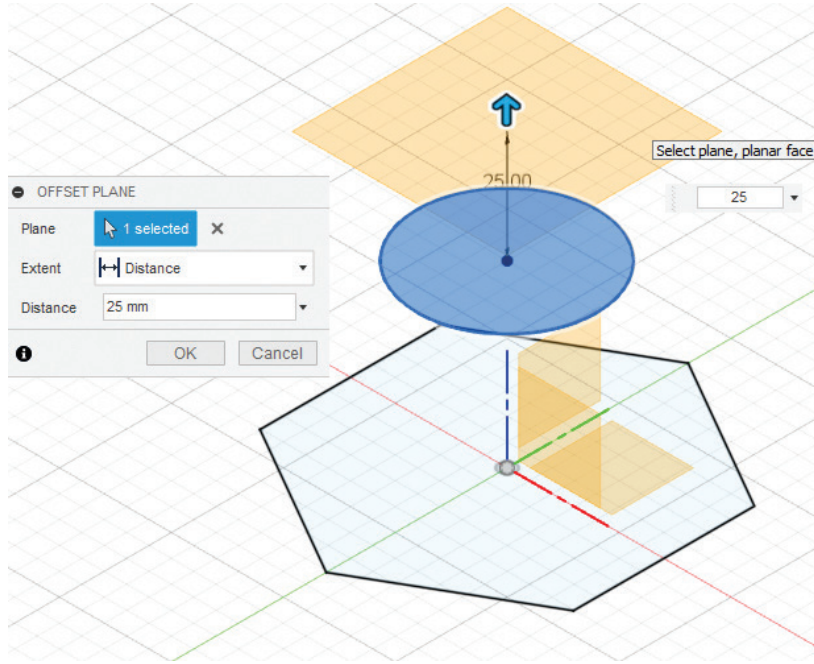 25.00
Select plane, planar face
25
OFFSET PLANE
Plane 1 selected
Extent Distance
Distance 25 mm
OK Cancel